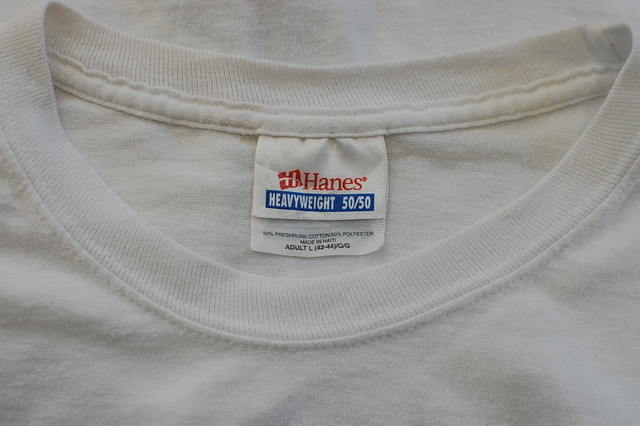 Hanes®
HEAVYWEIGHT 50/50
50% PRESHRUNK COTTON/50% POLYESTER
MADE IN HAITI
ADULT L (42-44)/G/G